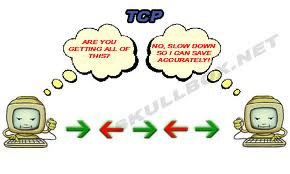 TCP
ARE YOU
GETTING ALL OF
THIS?
NO, SLOW DOWN
SO I CAN SAVE
ACCURATELY!
SKULLBOX.NET